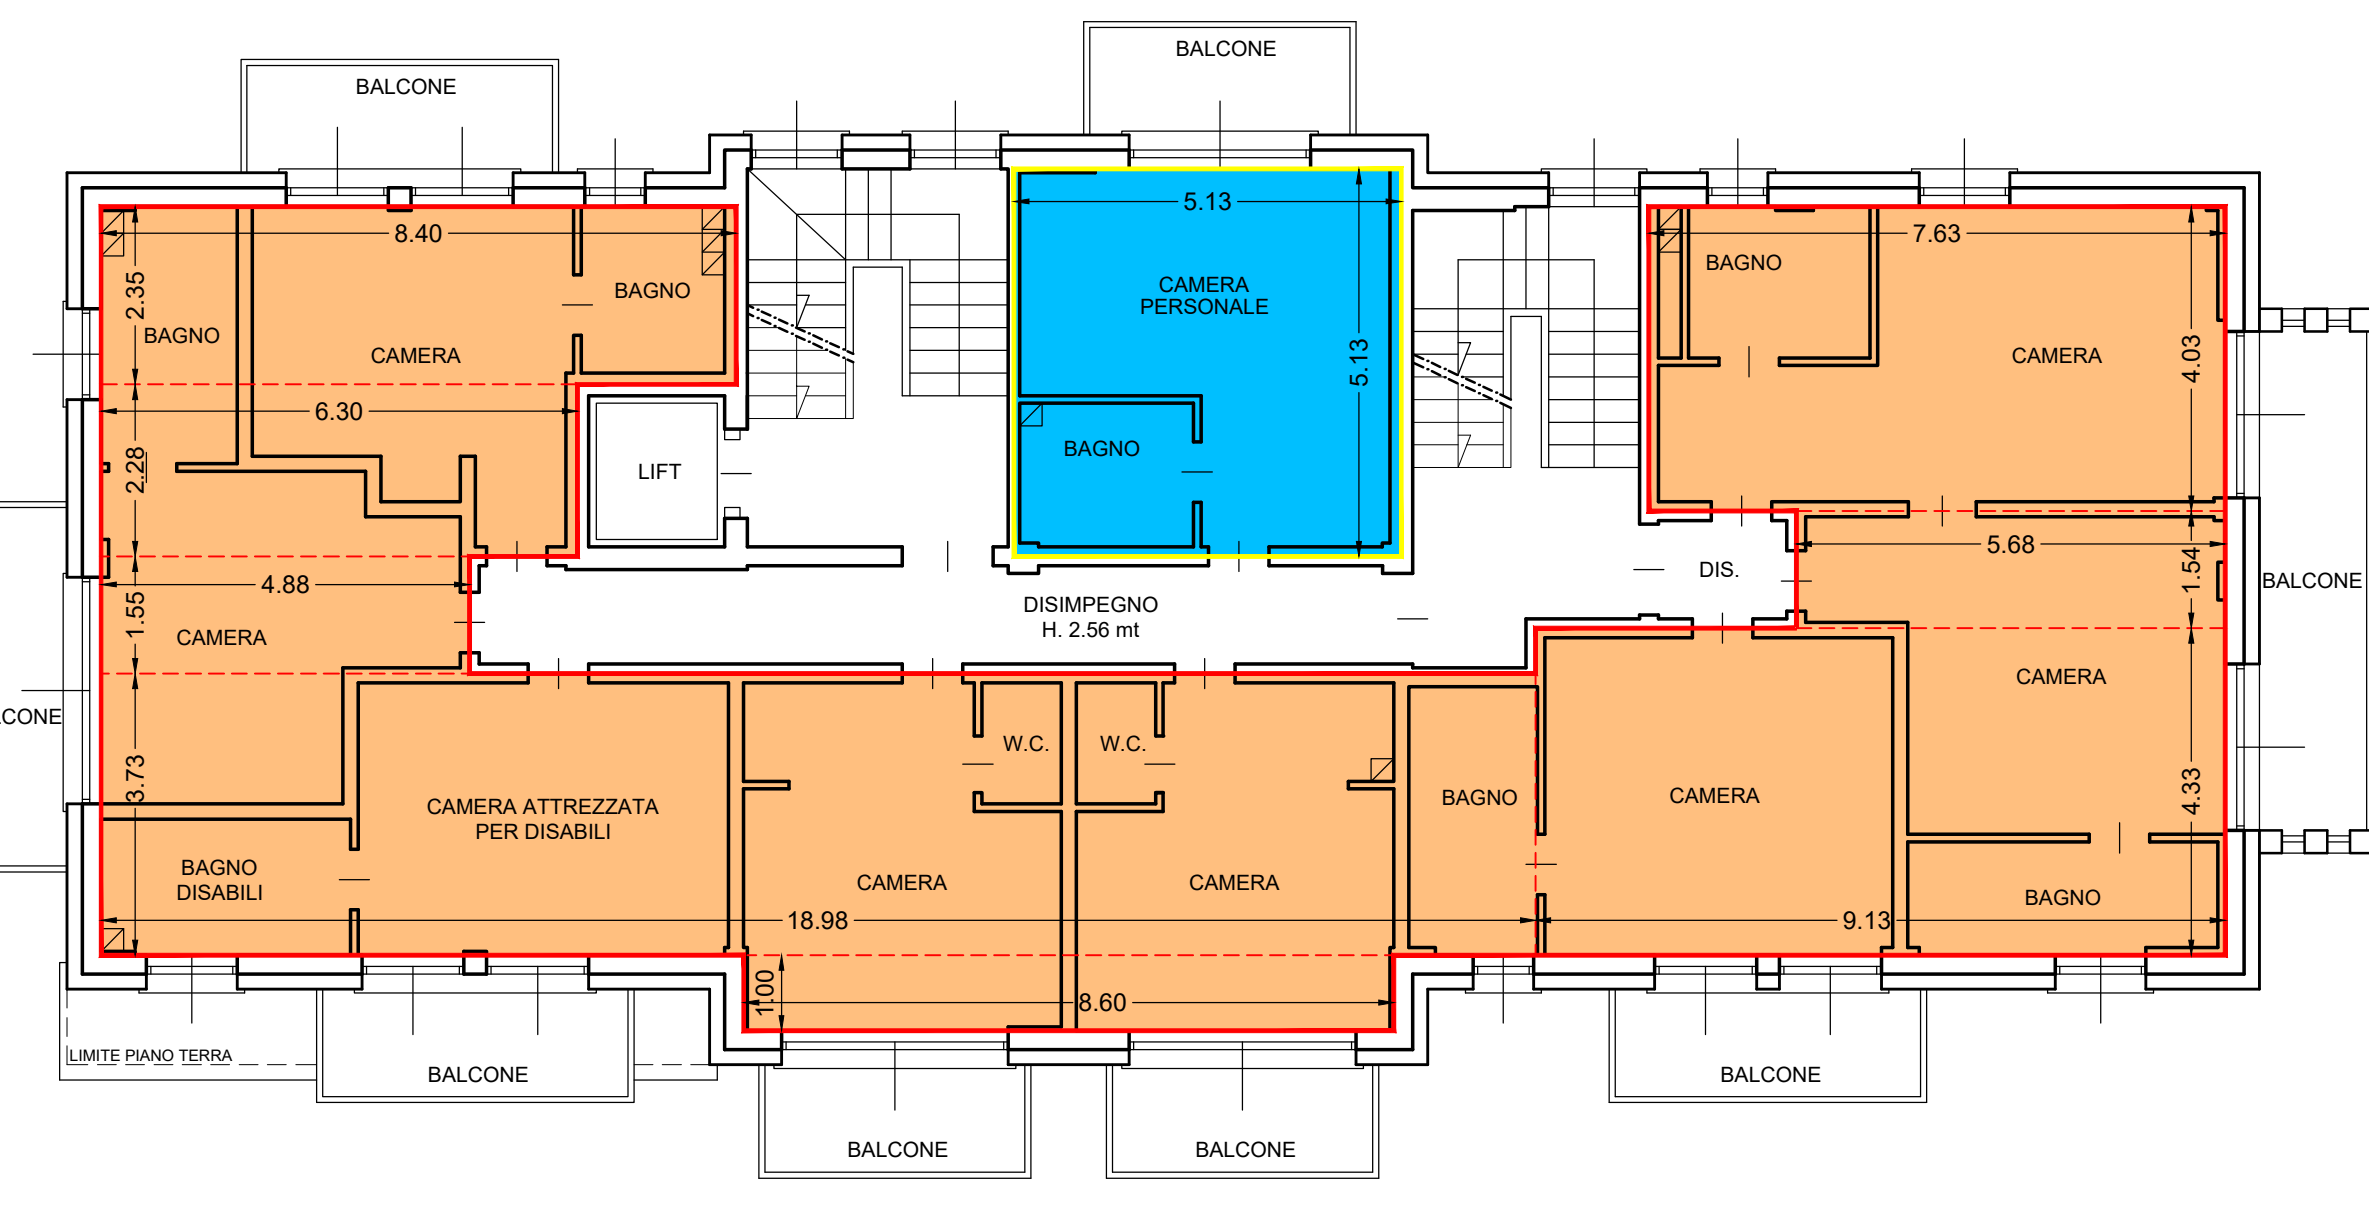 BALCONE
BALCONE
5.13
8.40
7.63
BAGNO
2.35
BAGNO
CAMERA
PERSONALE
BAGNO
CAMERA
5.13
4.03
CAMERA
6.30
2.28
LIFT
BAGNO
5.68
1.54
DIS.
BALCONE
4.88
1.55
CAMERA
DISIMPEGNO
H. 2.56 mt
CAMERA
LCONE
W.C.
W.C.
3.73
CAMERA ATTREZZATA
PER DISABILI
BAGNO
CAMERA
4.33
BAGNO
DISABILI
CAMERA
CAMERA
BAGNO
18.98
9.13
1.00
8.60
LIMITE PIANO TERRA
BALCONE
BALCONE
BALCONE
BALCONE